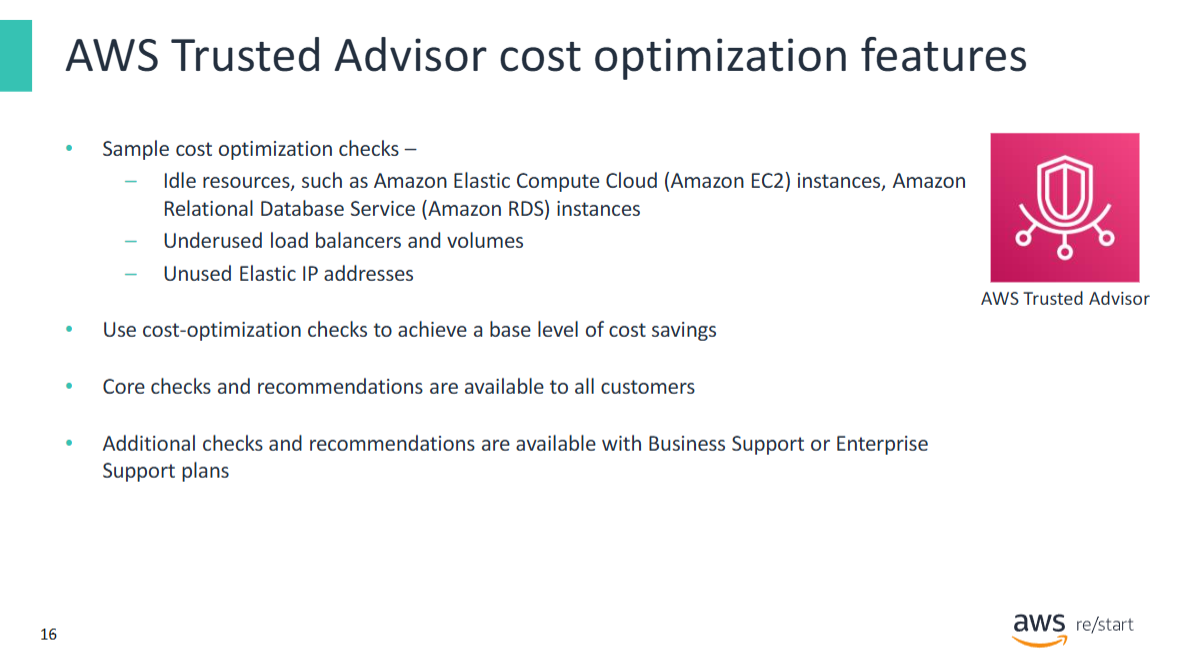 AWS Trusted Advisor cost optimization features
• Sample cost optimization checks –
– Idle resources, such as Amazon Elastic Compute Cloud (Amazon EC2) instances, Amazon
Relational Database Service (Amazon RDS) instances
– Underused load balancers and volumes
– Unused Elastic IP addresses
AWS Trusted Advisor
• Use cost-optimization checks to achieve a base level of cost savings
• Core checks and recommendations are available to all customers
• Additional checks and recommendations are available with Business Support or Enterprise
Support plans
16
aws re/start